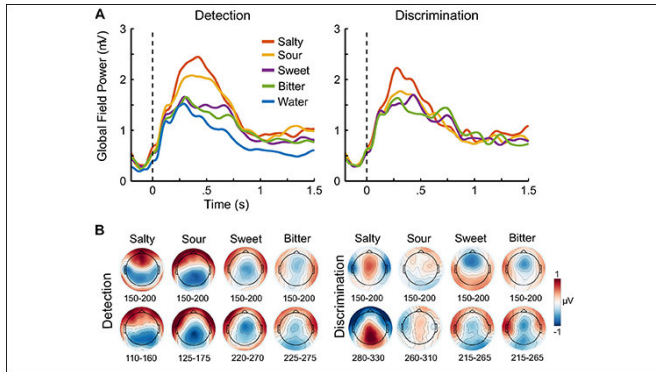 A
Detection
Discrimination
Global Field Power (nV)
3
2
1
0
Salty
Sour
Sweet
Bitter
Water
0
.5
1
1.5
Time (s)
3
2
1
0
0
.5
1
1.5
B
Salty Sour Sweet Bitter
Salty Sour Sweet Bitter
Detection
150-200 150-200 150-200 150-200
110-160 125-175 220-270 225-275
Discrimination
150-200 150-200 150-200 150-200
280-330 260-310 215-265 215-265
1
μV
-1